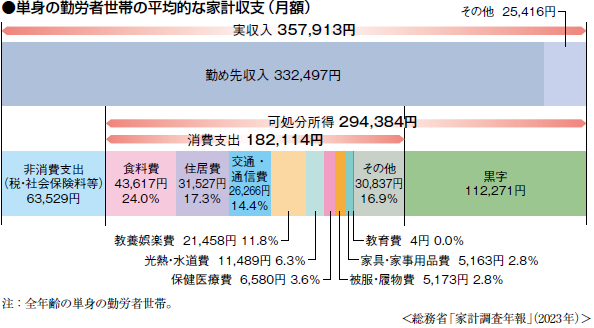 ●単身の勤労者世帯の平均的な家計収支（月額）
実収入 357,913円
その他 25,416円
勤め先収入 332,497円
可処分所得 294,384円
消費支出 182,114円
非消費支出
（税・社会保険料等）
63,529円
食料費
43,617円
24.0%
住居費
31,527円
17.3%
交通・
通信費
26,266円
14.4%
その他
30,837円
16.9%
黒字
112,271円
教養娯楽費 21,458円 11.8%
光熱・水道費 11,489円 6.3%
保健医療費 6,580円 3.6%
教育費 4円 0.0%
家具・家事用品費 5,163円 2.8%
被服・履物費 5,173円 2.8%
注：全年齢の単身の勤労者世帯。
＜総務省「家計調査年報」（2023年）＞